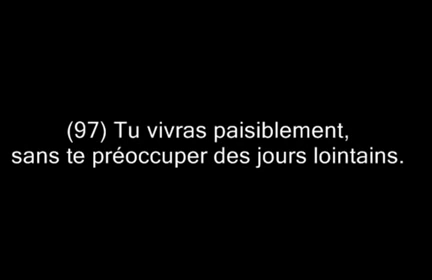 (97) Tu vivras paisiblement,
sans te préoccuper des jours lointains.